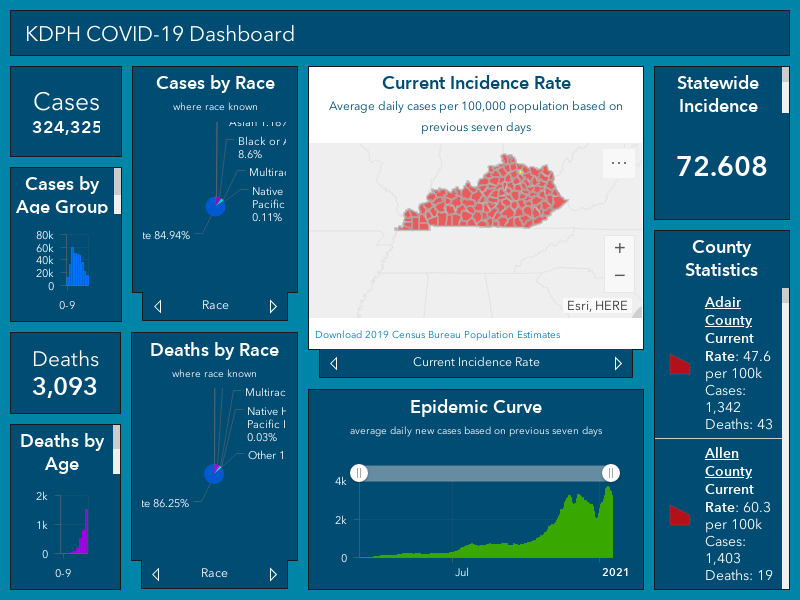 KDPH COVID-19 Dashboard
Cases
324,325
Cases by
Age Group
80k
60k
40k
20k
0
0-9
Deaths
3,093
Deaths by
Age
2k
1k
0
0-9
Cases by Race
where race known
Asian 1.18%
Black or A
8.6%
Multirac
Native
Pacific
0.11%
te 84.94%
Race
Deaths by Race
where race known
Multirac
Native H
Pacific I
0.03%
Other 1
te 86.25%
Race
Current Incidence Rate
Average daily cases per 100,000 population based on
previous seven days
Esri, HERE
Download 2019 Census Bureau Population Estimates
Current Incidence Rate
Epidemic Curve
average daily new cases based on previous seven days
4k
2k
0
Jul
2021
Statewide
Incidence
72.608
County
Statistics
Adair
County
Current
Rate: 47.6
per 100k
Cases:
1,342
Deaths: 43
Allen
County
Current
Rate: 60.3
per 100k
Cases:
1,403
Deaths: 19